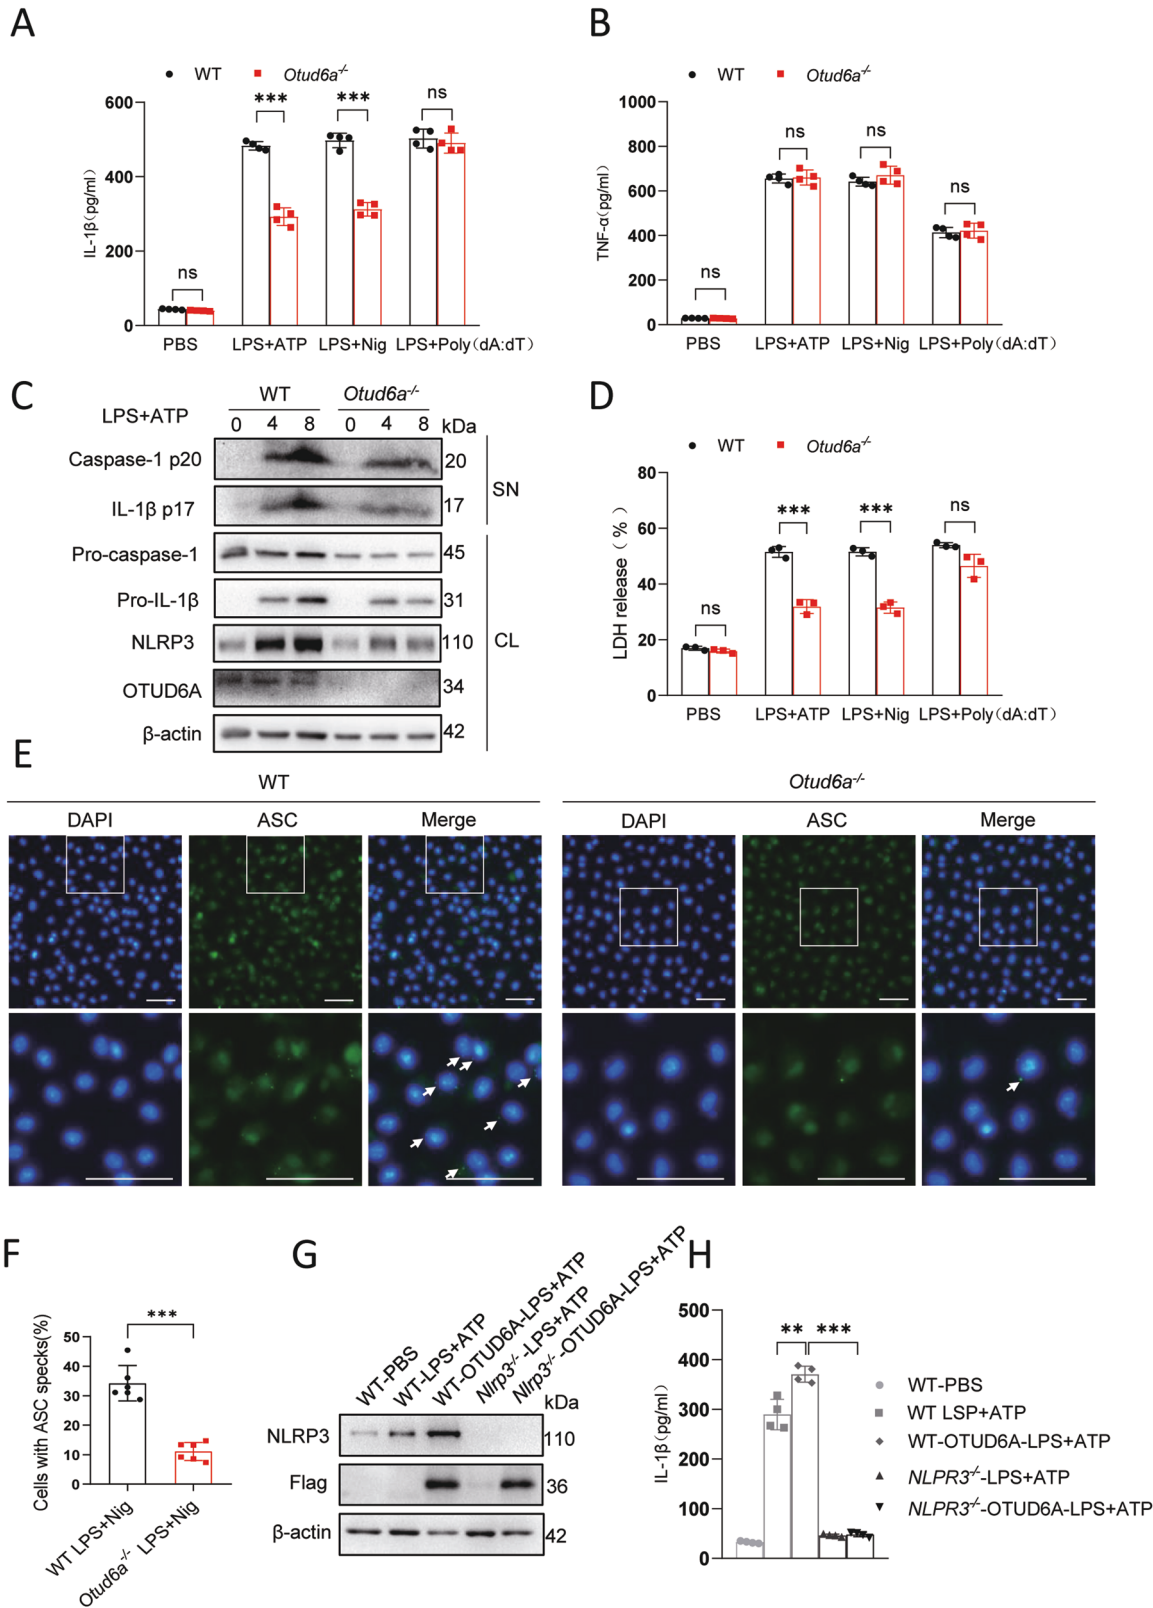 A
WT
Otud6a-/-
***
***
ns
ns
600
400
200
0
IL-1β(pg/ml)
PBS
LPS+ATP
LPS+Nig
LPS+Poly(dA:dT)
B
WT
Otud6a-/-
ns
ns
ns
ns
1000
800
600
400
200
0
TNF-α(pg/ml)
PBS
LPS+ATP
LPS+Nig
LPS+Poly(dA:dT)
C
WT
Otud6a-/-
LPS+ATP
0 4 8 0 4 8 kDa
Caspase-1 p20 20
IL-1β p17 17
SN
Pro-caspase-1 45
Pro-IL-1β 31
NLRP3 110
OTUD6A 34
β-actin 42
CL
D
WT
Otud6a-/-
***
***
ns
ns
80
60
40
20
0
LDH release(%)
PBS
LPS+ATP
LPS+Nig
LPS+Poly(dA:dT)
E
WT
Otud6a-/-
DAPI
ASC
Merge
DAPI
ASC
Merge
F
***
50
40
30
20
10
0
Cells with ASC specks(%)
WT LPS+Nig
Otud6a-/- LPS+Nig
G
WT-PBS
WT-LPS+ATP
WT-OTUD6A-LPS+ATP
Nlrp3-/--LPS+ATP
Nlrp3-/--OTUD6A-LPS+ATP
kDa
NLRP3 110
Flag 36
β-actin 42
H
500
400
300
200
100
0
IL-1β(pg/ml)
**
***
WT-PBS
WT LSP+ATP
WT-OTUD6A-LPS+ATP
NLPR3-/--LPS+ATP
NLPR3-/--OTUD6A-LPS+ATP